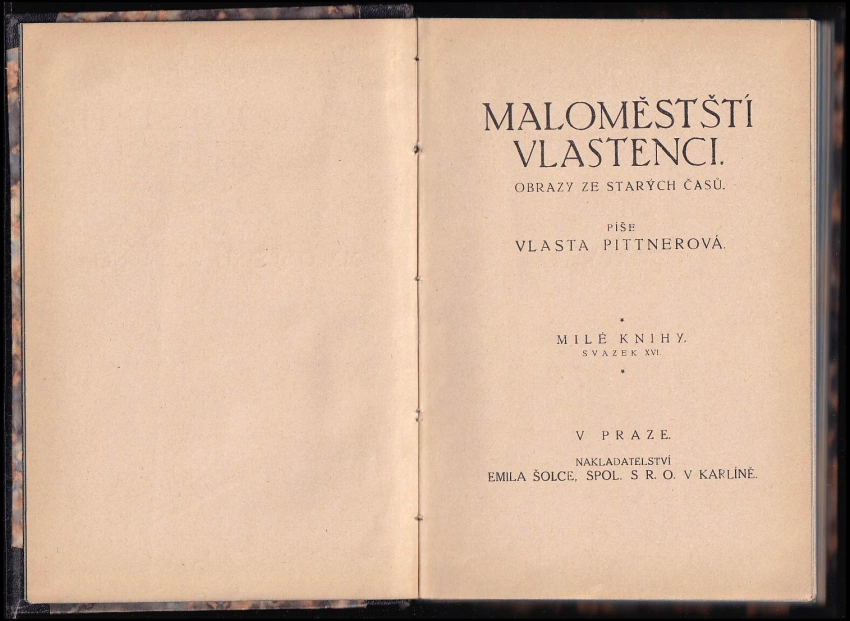 MALOMĚSTŠTÍ
VLASTENCI.
OBRAZY ZE STARÝCH ČASŮ.
PÍŠE
VLASTA PITTNEROVÁ.
*
MILÉ KNIHY.
SVAZEK XVI.
*
V PRAZE.
NAKLADATELSTVÍ
EMILA ŠOLCE, SPOL. S R. O. V KARLÍNĚ.